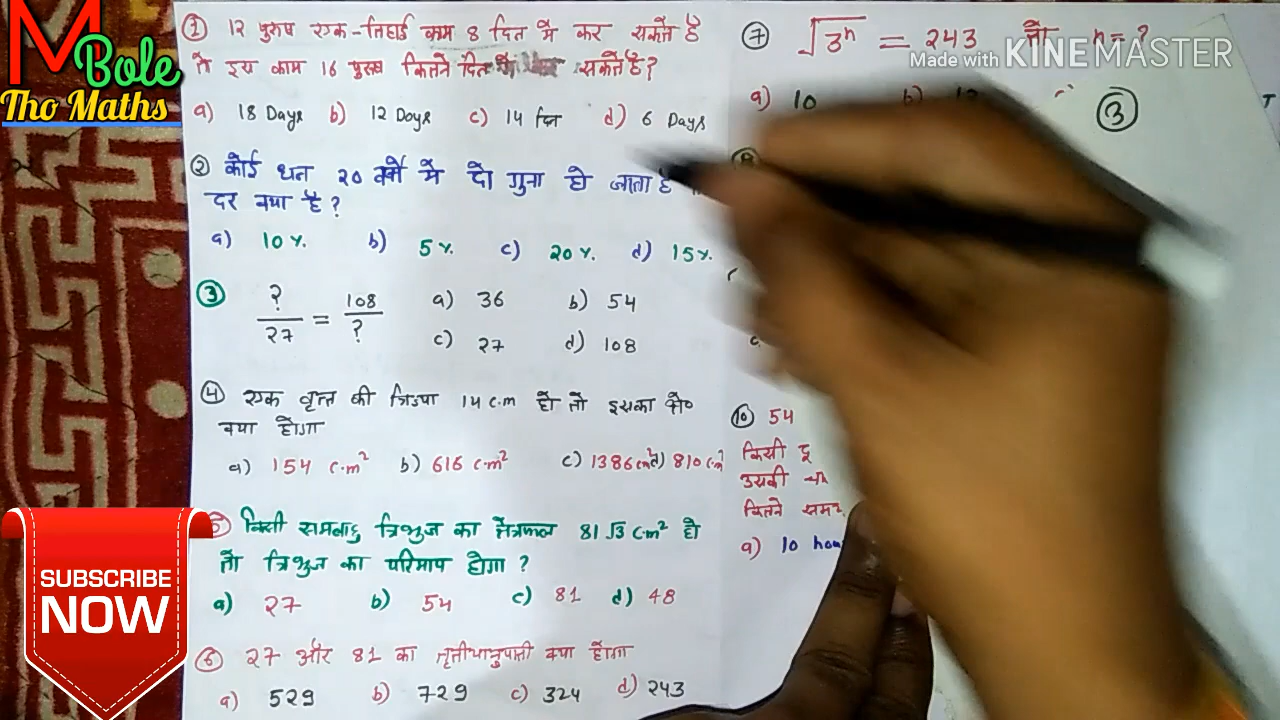 M
Bole
Tho Maths
① 12 पुरुष एक-तिहाई काम 8 दिन मे कर सकते है
तो इस काम 16 पुरुष कितने दिन मे सकते है?
a) 18 Days b) 12 Days c) 14 दिन d) 6 Days
② कोई धन 20 वर्षो मे दो गुना हो जाता है
दर क्या है?
a) 10%. b) 5%. c) 20%. d) 15%.
③ ?/27 = 108/? a) 36 b) 54
c) 27 d) 108
④ एक वृत्त की त्रिज्या 14 c.m हो तो इसका क्षे०
क्या होगा
a) 154 c.m² b) 616 c.m² c) 1386 cm² d) 810 cm²
किसी समबाहु त्रिभुज का क्षेत्रफल 81√3 cm² हो
तो त्रिभुज का परिमाप होगा ?
a) 27 b) 54 c) 81 d) 48
⑥ 27 और 81 का तृतीयानुपाती क्या होगा
a) 529 b) 729 c) 324 d) 243
⑦ √3ⁿ = 243 तो n = ?
Made with KINEMASTER
a) 10 b) 12
③
⑩ 54
किसी
उसकी
कितने
a) 10 hou
SUBSCRIBE
NOW